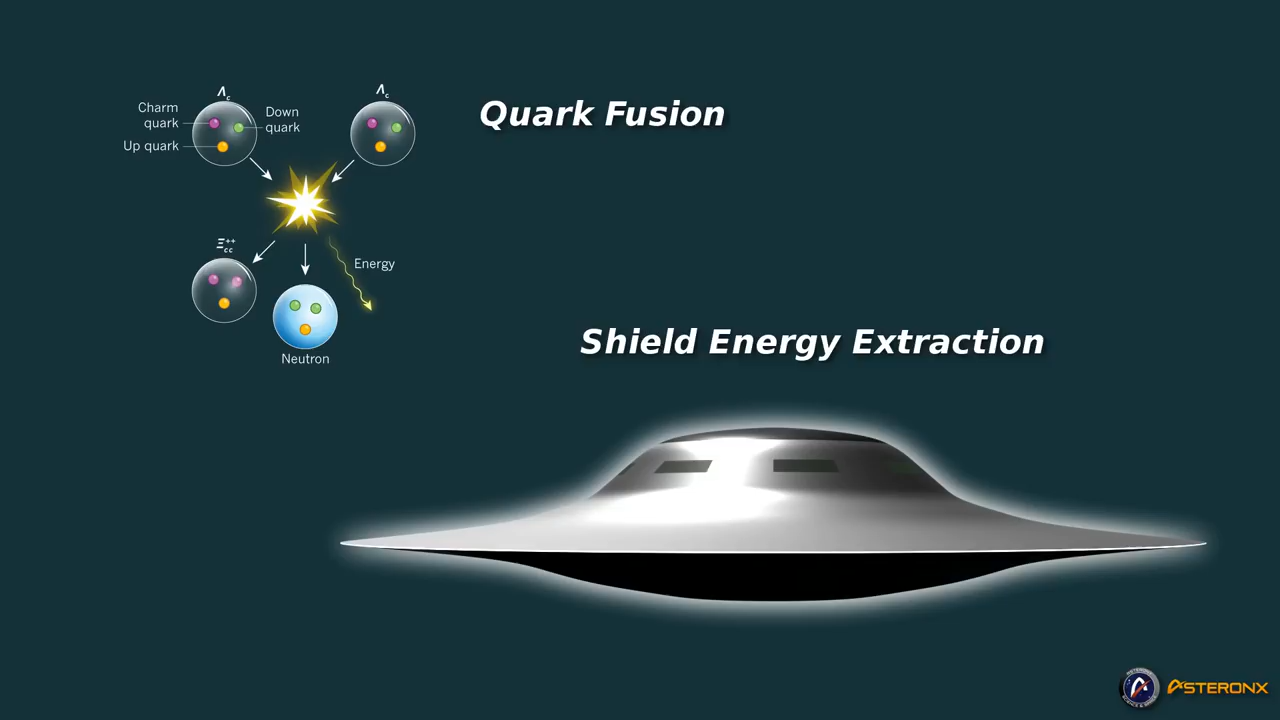 Λc
Λc
Charm
quark
Down
quark
Up quark
Quark Fusion
Ξcc++
Energy
Neutron
Shield Energy Extraction
ASTERONX